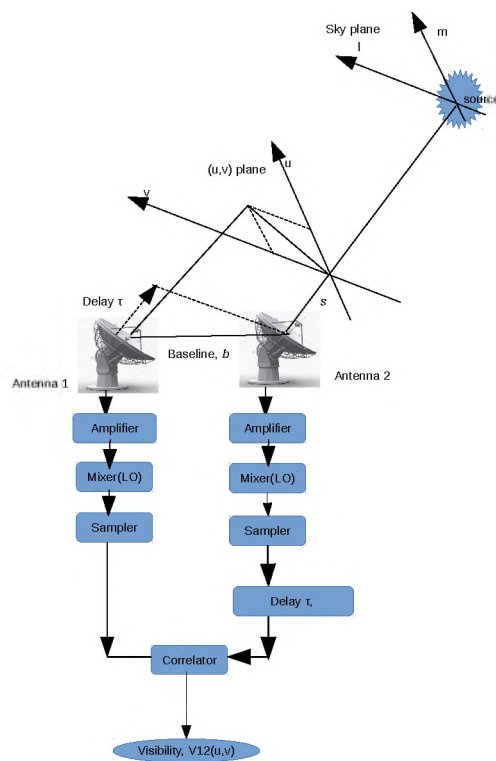 Sky plane
l
m
source
(u,v) plane
u
v
Delay τ
s
Baseline, b
Antenna 1
Antenna 2
Amplifier
Amplifier
Mixer(LO)
Mixer(LO)
Sampler
Sampler
Delay τ,
Correlator
Visibility, V12(u,v)